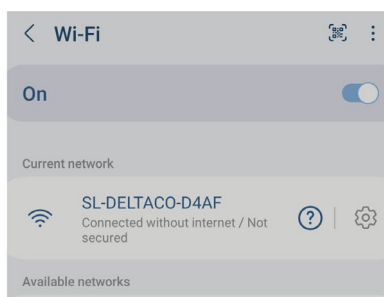 Wi-Fi
On
Current network
SL-DELTACO-D4AF
Connected without internet / Not
secured
Available networks